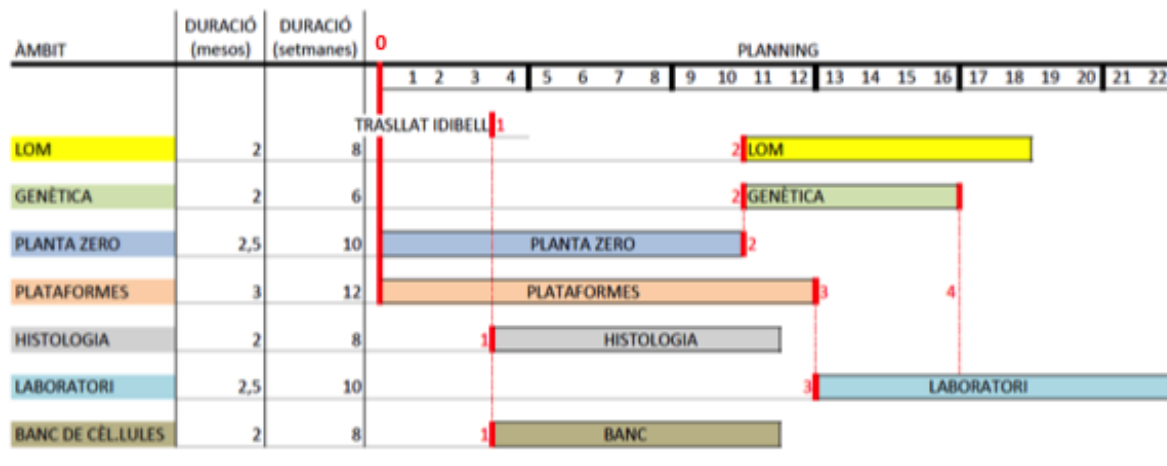 DURACIÓ DURACIÓ
ÀMBIT (mesos) (setmanes) 0 PLANNING
1 2 3 4 5 6 7 8 9 10 11 12 13 14 15 16 17 18 19 20 21 22
TRASLLAT IDIBELL 1
LOM 2 8 2 LOM
GENÈTICA 2 6 2 GENÈTICA
PLANTA ZERO 2,5 10 PLANTA ZERO 2
PLATAFORMES 3 12 PLATAFORMES 3 4
HISTOLOGIA 2 8 1 HISTOLOGIA
LABORATORI 2,5 10 3 LABORATORI
BANC DE CÈL.LULES 2 8 1 BANC